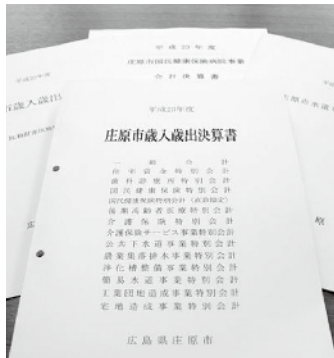 平成23年度
庄原市国民健康保険病院事業
会計決算書
平成23年度
庄原市歳入歳出決算書
一般会計
住宅資金特別会計
歯科診療所特別会計
国民健康保険特別会計
国民健康保険特別会計(直診勘定)
後期高齢者医療特別会計
介護保険特別会計
介護保険サービス事業特別会計
公共下水道事業特別会計
農業集落排水事業特別会計
浄化槽整備事業特別会計
簡易水道事業特別会計
工業団地造成事業特別会計
宅地造成事業特別会計
広島県庄原市